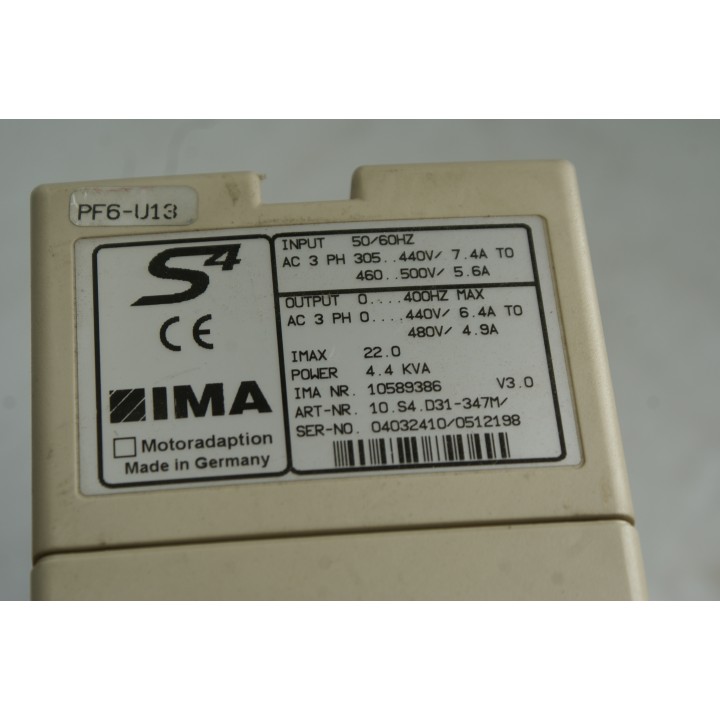 PF6-U13
S4
CE
IMA
Motoradaption
Made in Germany
INPUT 50/60HZ
AC 3 PH 305..440V/ 7.4A TO
460..500V/ 5.6A
OUTPUT 0....400HZ MAX
AC 3 PH 0....440V/ 6.4A TO
480V/ 4.9A
IMAX 22.0
POWER 4.4 KVA
IMA NR. 10589386 V3.0
ART-NR. 10.S4.D31-347M/
SER-NO. 04032410/0512198